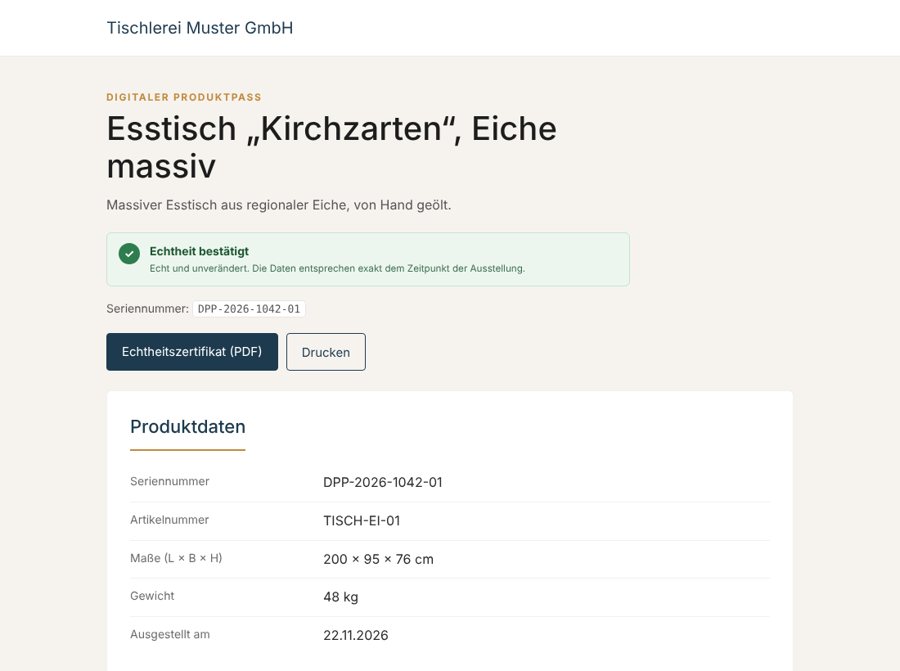 Tischlerei Muster GmbH
DIGITALER PRODUKTPASS
Esstisch „Kirchzarten“, Eiche
massiv
Massiver Esstisch aus regionaler Eiche, von Hand geölt.
Echtheit bestätigt
Echt und unverändert. Die Daten entsprechen exakt dem Zeitpunkt der Ausstellung.
Seriennummer: DPP-2026-1042-01
Echtheitszertifikat (PDF) Drucken
Produktdaten
Seriennummer DPP-2026-1042-01
Artikelnummer TISCH-EI-01
Maße (L × B × H) 200 × 95 × 76 cm
Gewicht 48 kg
Ausgestellt am 22.11.2026